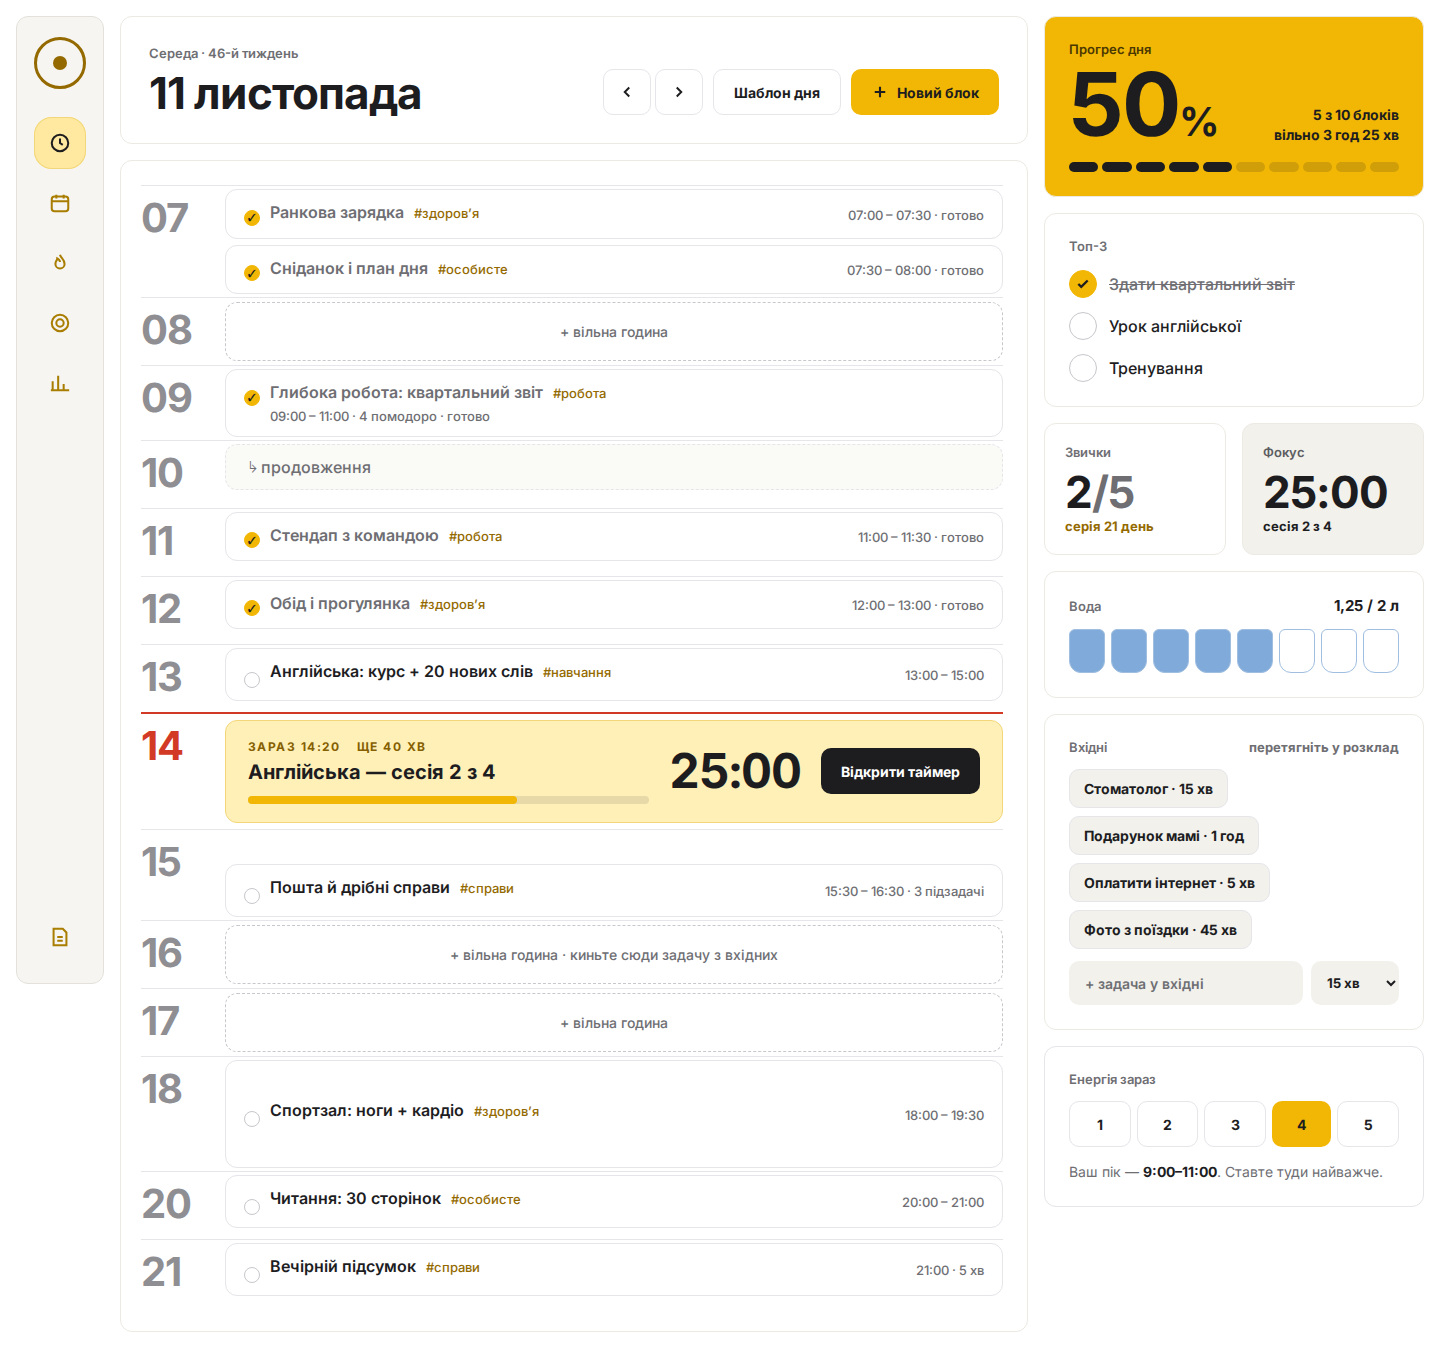 Середа · 46-й тиждень
11 листопада
Шаблон дня
+ Новий блок
07
Ранкова зарядка #здоров’я 07:00 – 07:30 · готово
Сніданок і план дня #особисте 07:30 – 08:00 · готово
08
+ вільна година
09
Глибока робота: квартальний звіт #робота
09:00 – 11:00 · 4 помодоро · готово
10
↳ продовження
11
Стендап з командою #робота 11:00 – 11:30 · готово
12
Обід і прогулянка #здоров’я 12:00 – 13:00 · готово
13
Англійська: курс + 20 нових слів #навчання 13:00 – 15:00
14
ЗАРАЗ 14:20 ЩЕ 40 ХВ
Англійська — сесія 2 з 4
25:00
Відкрити таймер
15
Пошта й дрібні справи #справи 15:30 – 16:30 · 3 підзадачі
16
+ вільна година · киньте сюди задачу з вхідних
17
+ вільна година
18
Спортзал: ноги + кардіо #здоров’я 18:00 – 19:30
20
Читання: 30 сторінок #особисте 20:00 – 21:00
21
Вечірній підсумок #справи 21:00 · 5 хв
Прогрес дня
50%
5 з 10 блоків
вільно 3 год 25 хв
Топ-3
Здати квартальний звіт
Урок англійської
Тренування
Звички
2/5
серія 21 день
Фокус
25:00
сесія 2 з 4
Вода 1,25 / 2 л
Вхідні перетягніть у розклад
Стоматолог · 15 хв
Подарунок мамі · 1 год
Оплатити інтернет · 5 хв
Фото з поїздки · 45 хв
+ задача у вхідні 15 хв
Енергія зараз
1 2 3 4 5
Ваш пік — 9:00–11:00. Ставте туди найважче.